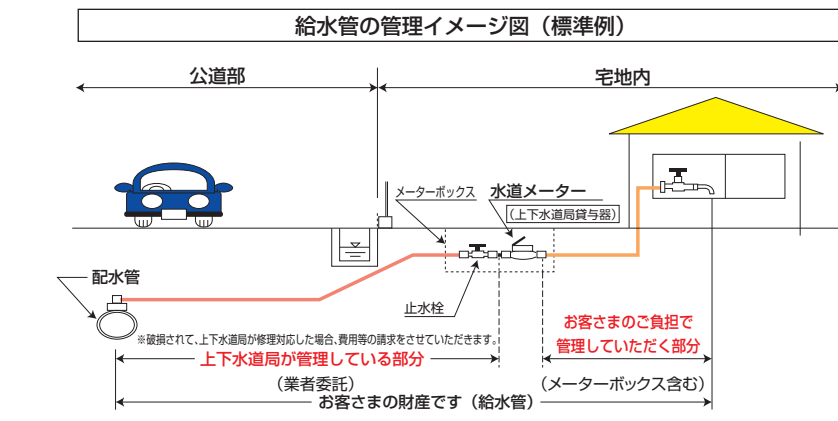 給水管の管理イメージ図（標準例）
公道部
宅地内
メーターボックス
水道メーター
（上下水道局貸与器）
配水管
止水栓
※破損されて、上下水道局が修理対応した場合、費用等の請求をさせていただきます。
お客さまのご負担で
管理していただく部分
上下水道局が管理している部分
（業者委託）
（メーターボックス含む）
お客さまの財産です（給水管）